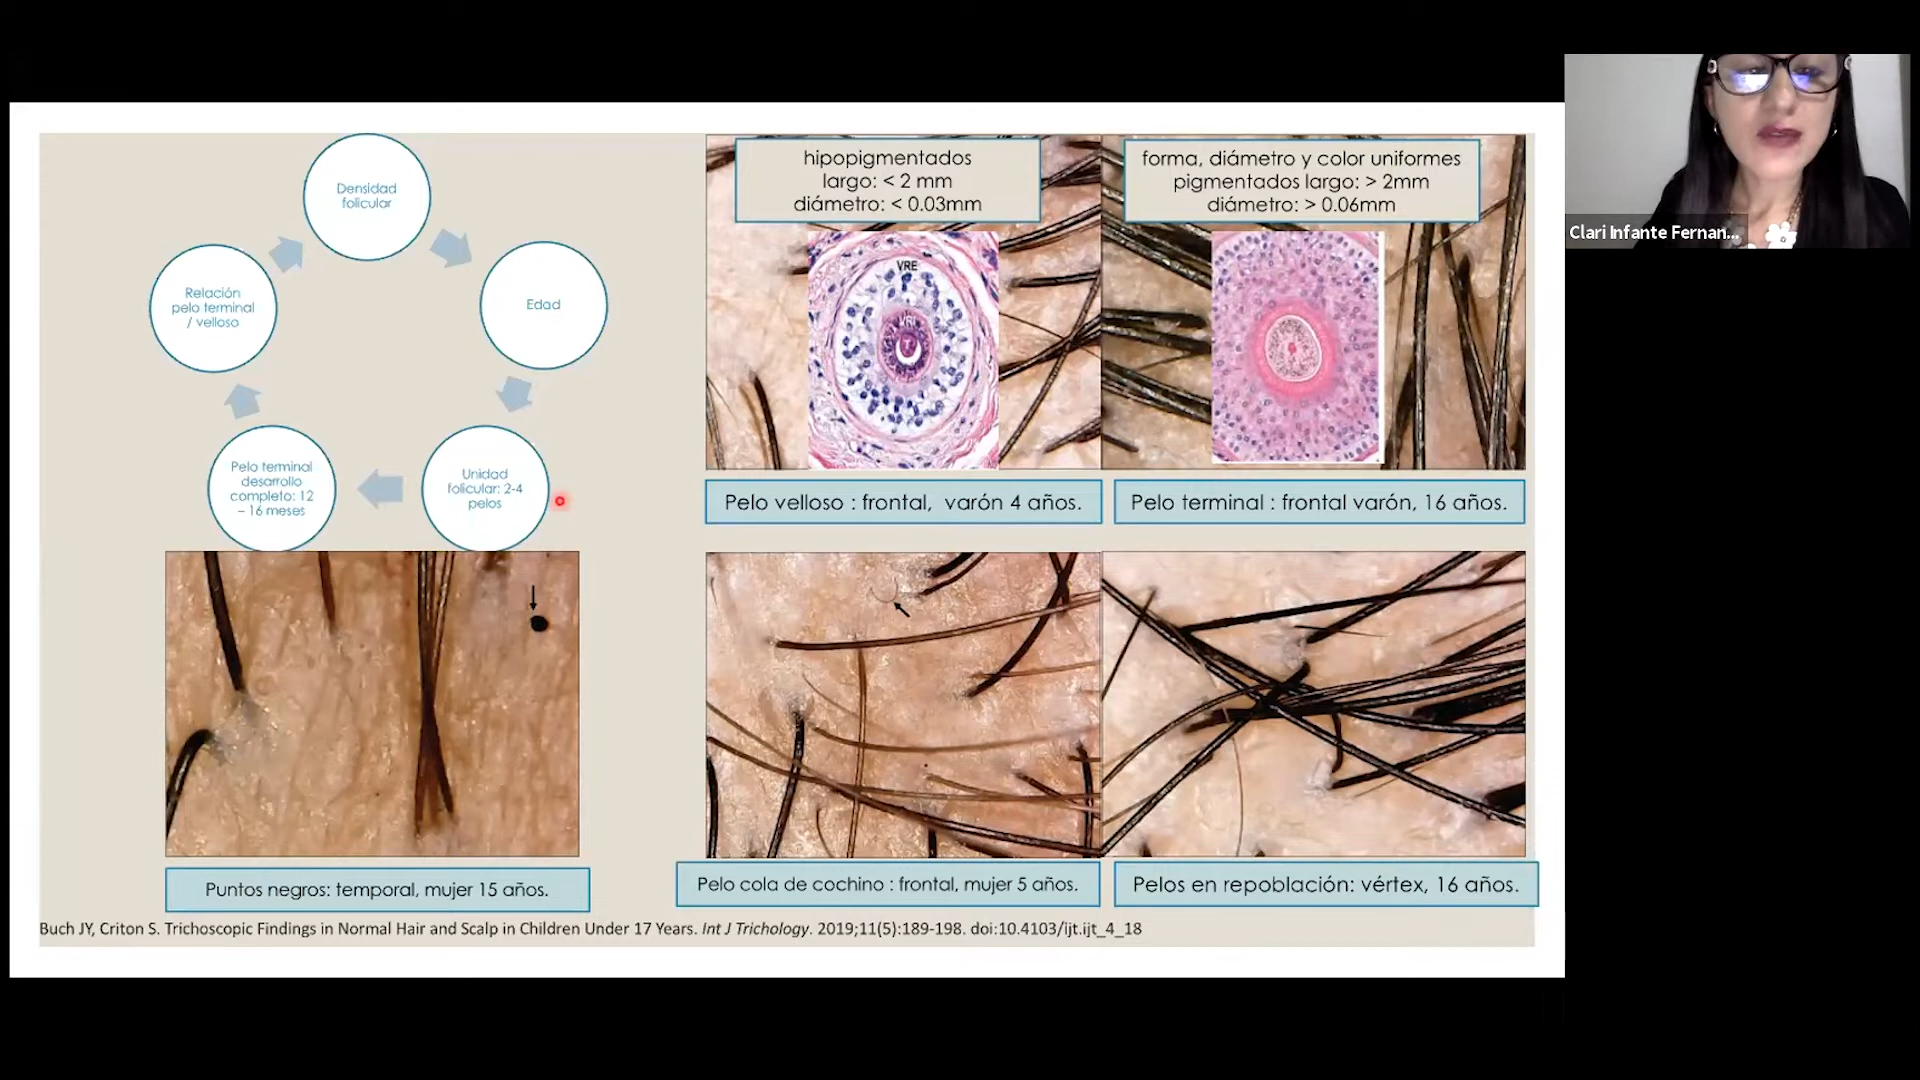 Densidad
folicular
Edad
Unidad
folicular: 2-4
pelos
Pelo terminal
desarrollo
completo: 12
– 16 meses
Relación
pelo terminal
/ velloso
hipopigmentados
largo: < 2 mm
diámetro: < 0.03mm
VRE
VRI
forma, diámetro y color uniformes
pigmentados largo: > 2mm
diámetro: > 0.06mm
Pelo velloso : frontal, varón 4 años.
Pelo terminal : frontal varón, 16 años.
Puntos negros: temporal, mujer 15 años.
Pelo cola de cochino : frontal, mujer 5 años.
Pelos en repoblación: vértex, 16 años.
Buch JY, Criton S. Trichoscopic Findings in Normal Hair and Scalp in Children Under 17 Years. Int J Trichology. 2019;11(5):189-198. doi:10.4103/ijt.ijt_4_18
Clari Infante Fernan...